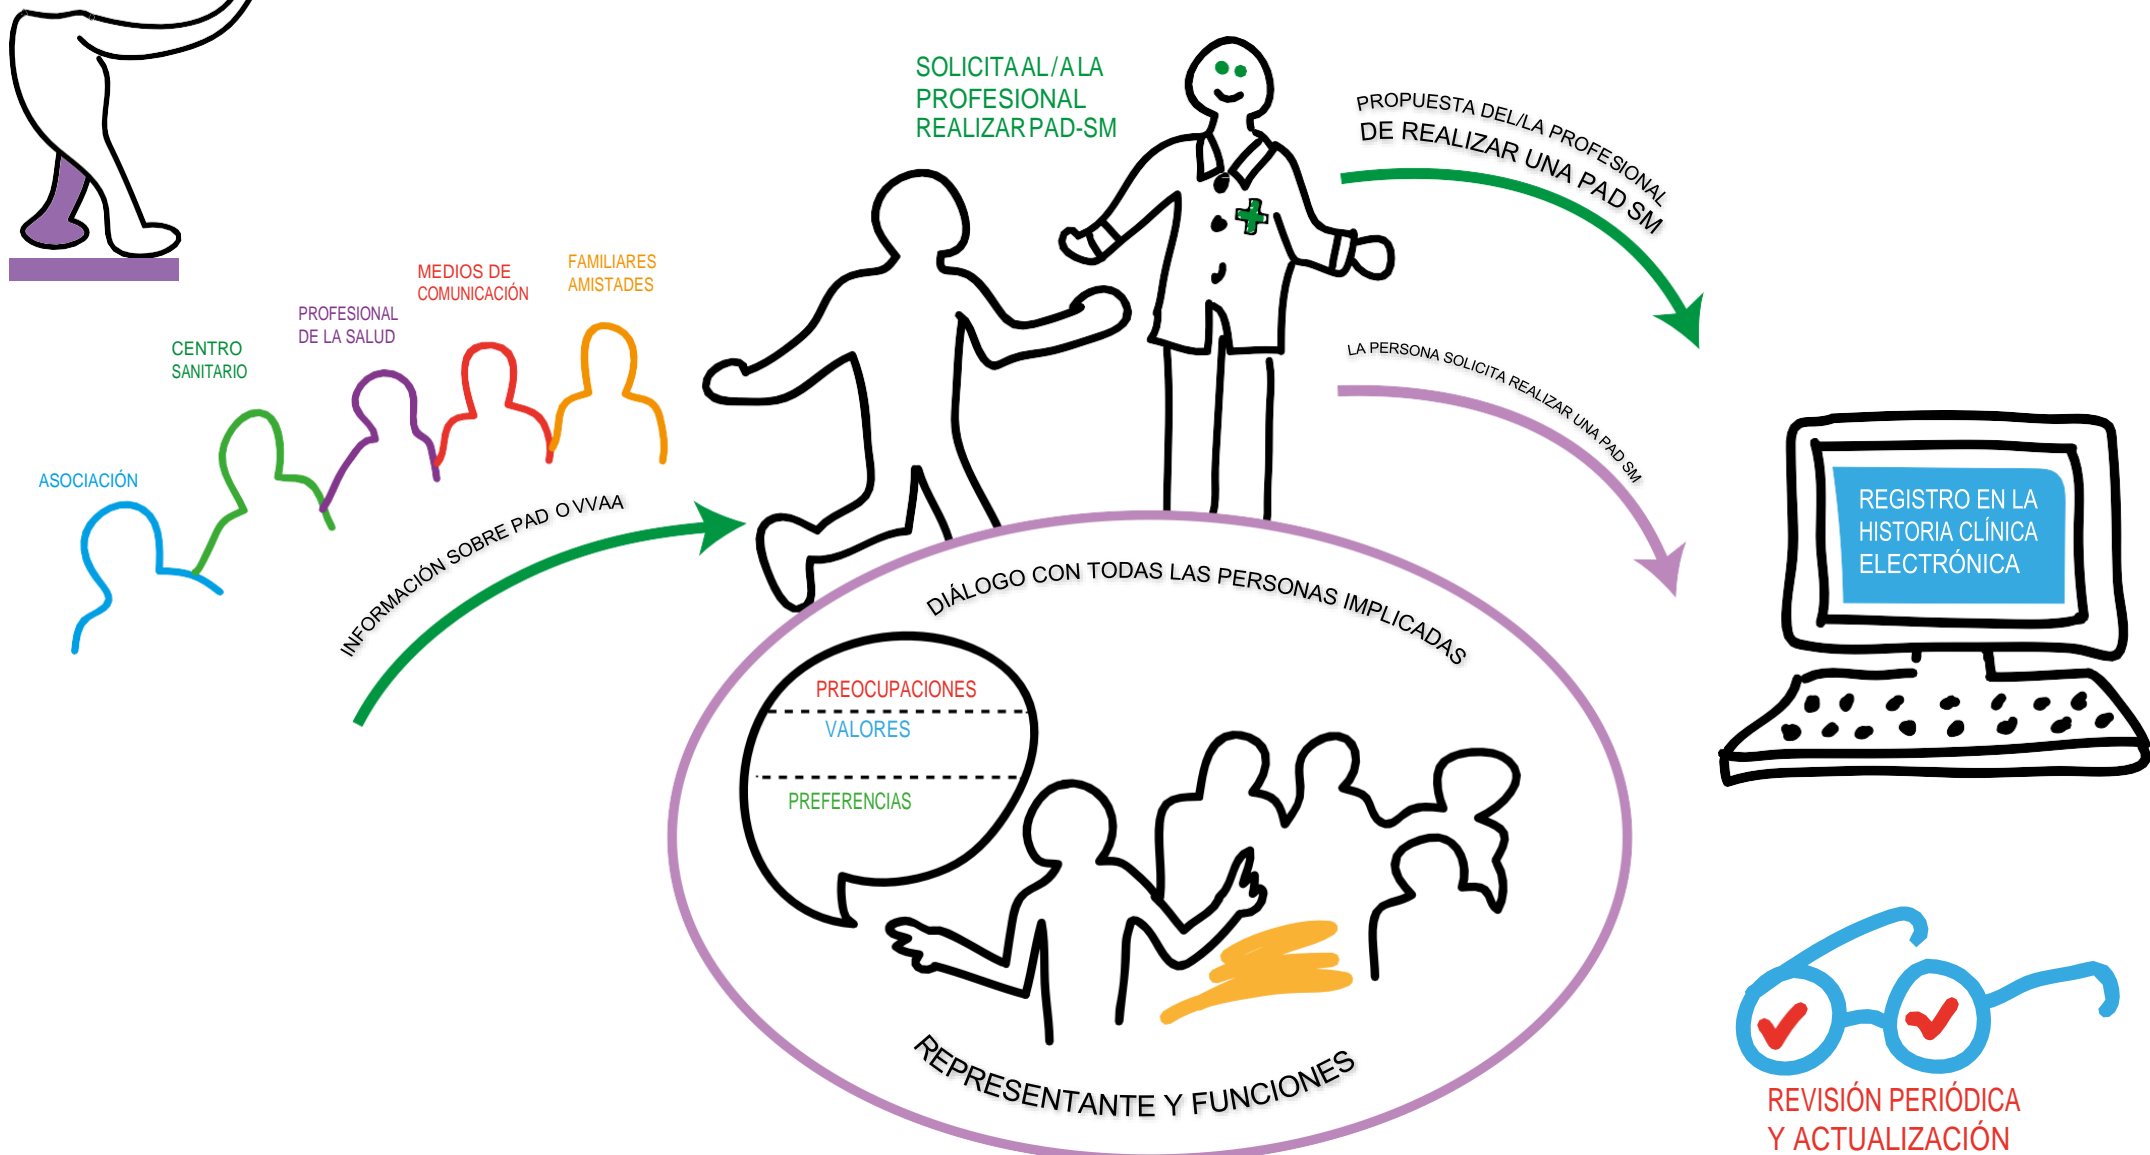 SOLICITA AL/A LA
PROFESIONAL
REALIZAR PAD-SM
PROPUESTA DEL/LA PROFESIONAL
DE REALIZAR UNA PAD SM
FAMILIARES
AMISTADES
MEDIOS DE
COMUNICACIÓN
PROFESIONAL
DE LA SALUD
CENTRO
SANITARIO
ASOCIACIÓN
INFORMACIÓN SOBRE PAD O VVAA
LA PERSONA SOLICITA REALIZAR UNA PAD SM
REGISTRO EN LA
HISTORIA CLÍNICA
ELECTRÓNICA
DIÁLOGO CON TODAS LAS PERSONAS IMPLICADAS
PREOCUPACIONES
VALORES
PREFERENCIAS
REPRESENTANTE Y FUNCIONES
REVISIÓN PERIÓDICA
Y ACTUALIZACIÓN